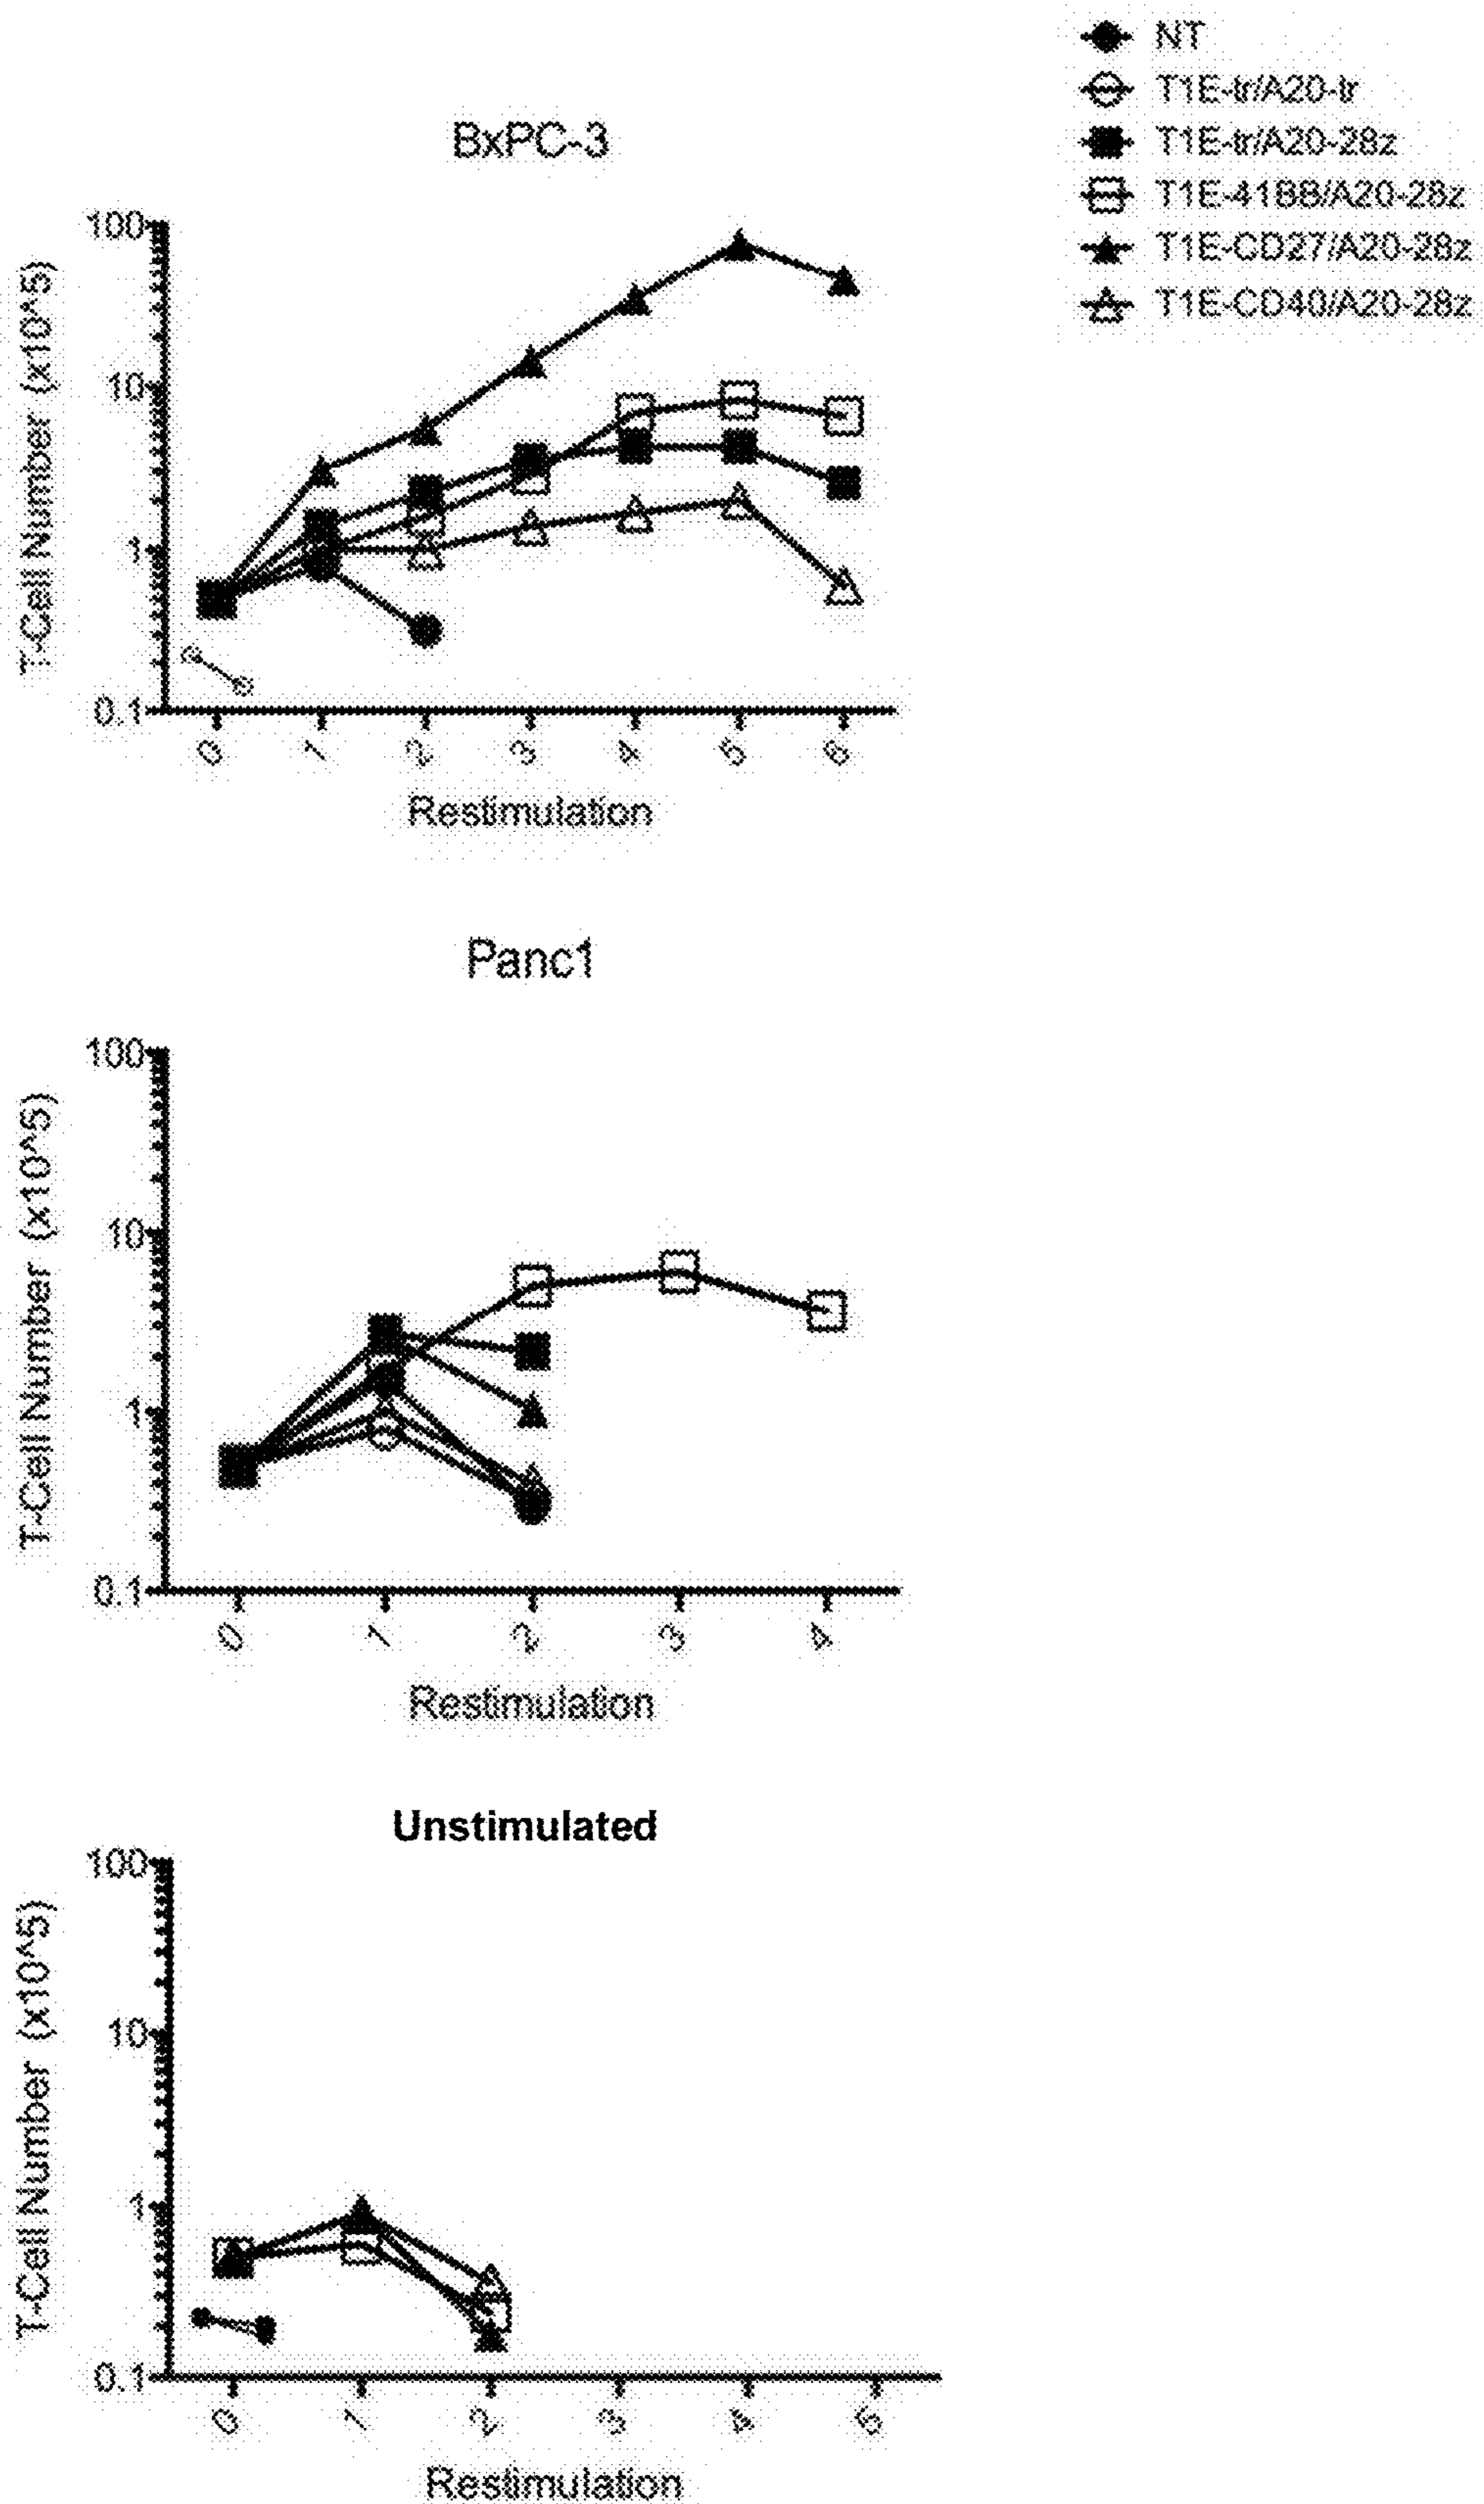 NT
T1E-tr/A20-tr
T1E-tr/A20-28z
T1E-41BB/A20-28z
T1E-CD27/A20-28z
T1E-CD40/A20-28z
BxPC-3
T-Cell Number (x10^5)
100
10
1
0.1
0 1 2 3 4 5 6
Restimulation
Panc1
T-Cell Number (x10^5)
100
10
1
0.1
0 1 2 3 4
Restimulation
Unstimulated
T-Cell Number (x10^5)
100
10
1
0.1
0 1 2 3 4 5
Restimulation